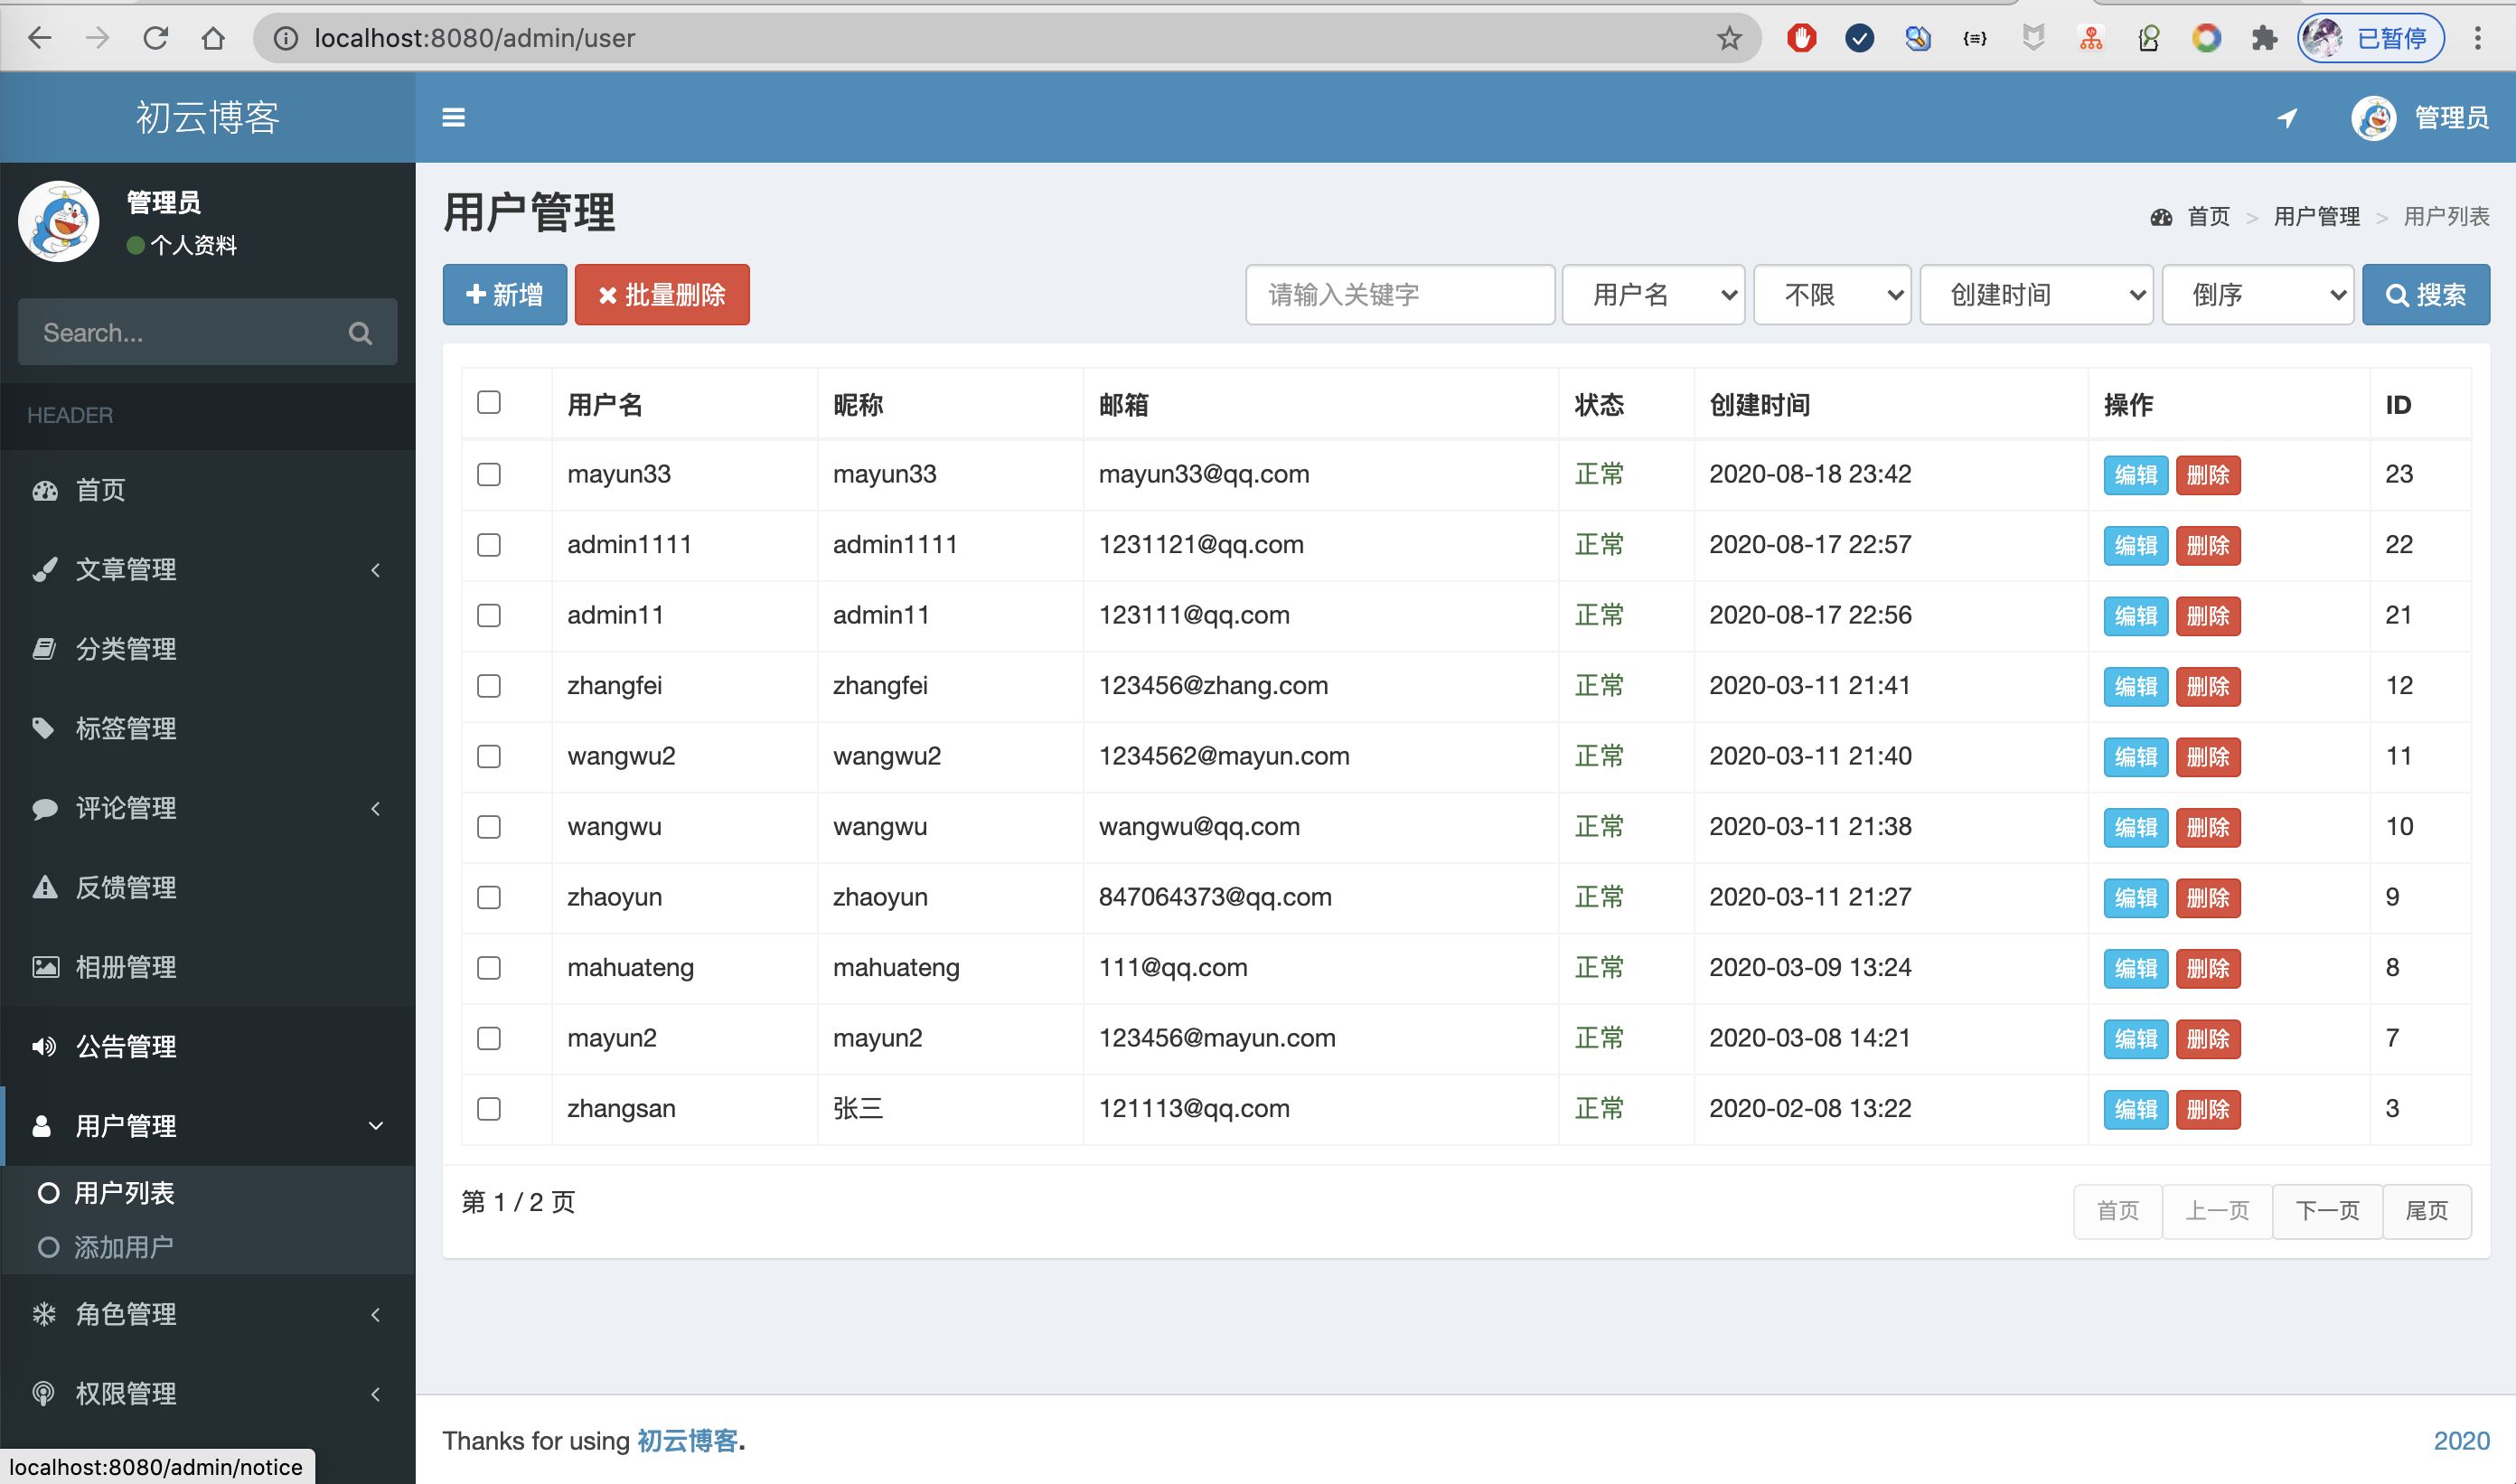 localhost:8080/admin/user
已暂停
初云博客
管理员
管理员
个人资料
Search...
HEADER
首页
文章管理
分类管理
标签管理
评论管理
反馈管理
相册管理
公告管理
用户管理
用户列表
添加用户
角色管理
权限管理
localhost:8080/admin/notice
用户管理
首页 > 用户管理 > 用户列表
新增 批量删除 请输入关键字 用户名 不限 创建时间 倒序 搜索
用户名 昵称 邮箱 状态 创建时间 操作 ID
mayun33 mayun33 mayun33@qq.com 正常 2020-08-18 23:42 编辑 删除 23
admin1111 admin1111 1231121@qq.com 正常 2020-08-17 22:57 编辑 删除 22
admin11 admin11 123111@qq.com 正常 2020-08-17 22:56 编辑 删除 21
zhangfei zhangfei 123456@zhang.com 正常 2020-03-11 21:41 编辑 删除 12
wangwu2 wangwu2 1234562@mayun.com 正常 2020-03-11 21:40 编辑 删除 11
wangwu wangwu wangwu@qq.com 正常 2020-03-11 21:38 编辑 删除 10
zhaoyun zhaoyun 847064373@qq.com 正常 2020-03-11 21:27 编辑 删除 9
mahuateng mahuateng 111@qq.com 正常 2020-03-09 13:24 编辑 删除 8
mayun2 mayun2 123456@mayun.com 正常 2020-03-08 14:21 编辑 删除 7
zhangsan 张三 121113@qq.com 正常 2020-02-08 13:22 编辑 删除 3
第 1 / 2 页
首页 上一页 下一页 尾页
Thanks for using 初云博客.
2020